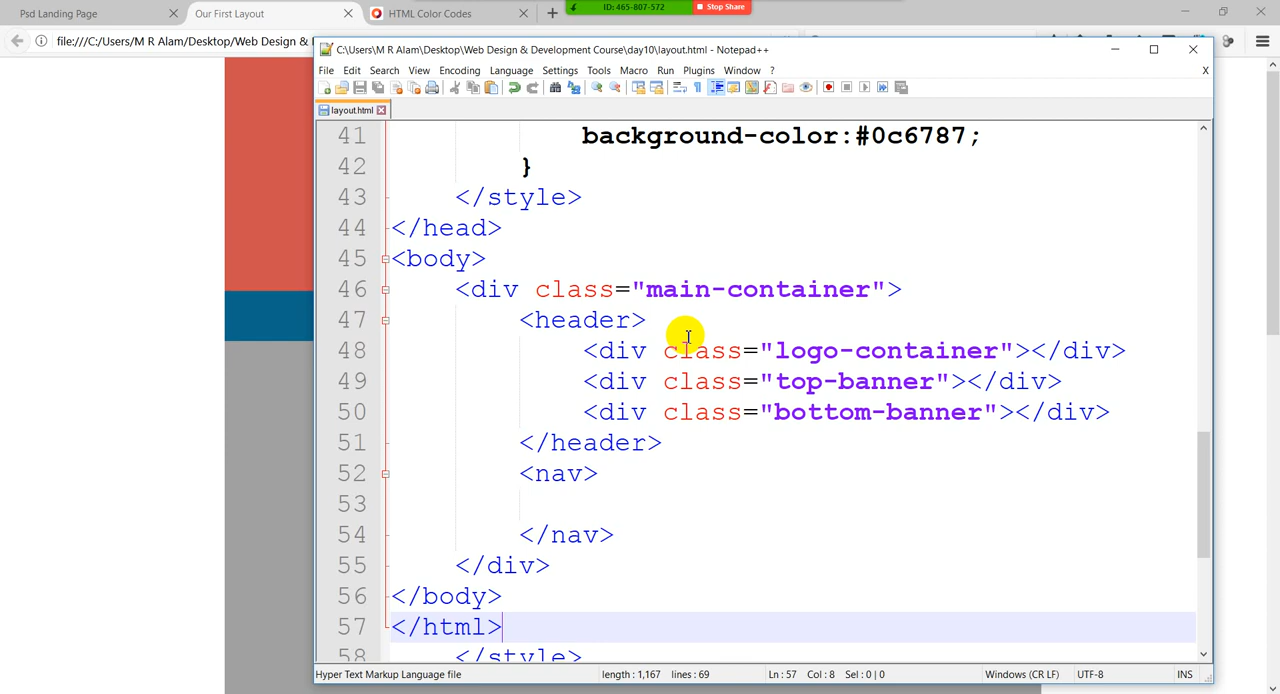 Psd Landing Page
Our First Layout
HTML Color Codes
ID: 465-807-572
Stop Share
file:///C:/Users/M R Alam/Desktop/Web Design &
C:\Users\M R Alam\Desktop\Web Design & Development Course\day10\layout.html - Notepad++
File Edit Search View Encoding Language Settings Tools Macro Run Plugins Window ? X
layout.html
41 background-color:#0c6787;
42 }
43 </style>
44 </head>
45 <body>
46 <div class="main-container">
47 <header>
48 <div class="logo-container"></div>
49 <div class="top-banner"></div>
50 <div class="bottom-banner"></div>
51 </header>
52 <nav>
53
54 </nav>
55 </div>
56 </body>
57 </html>
58 </style>
Hyper Text Markup Language file length : 1,167 lines : 69 Ln : 57 Col : 8 Sel : 0 | 0 Windows (CR LF) UTF-8 INS